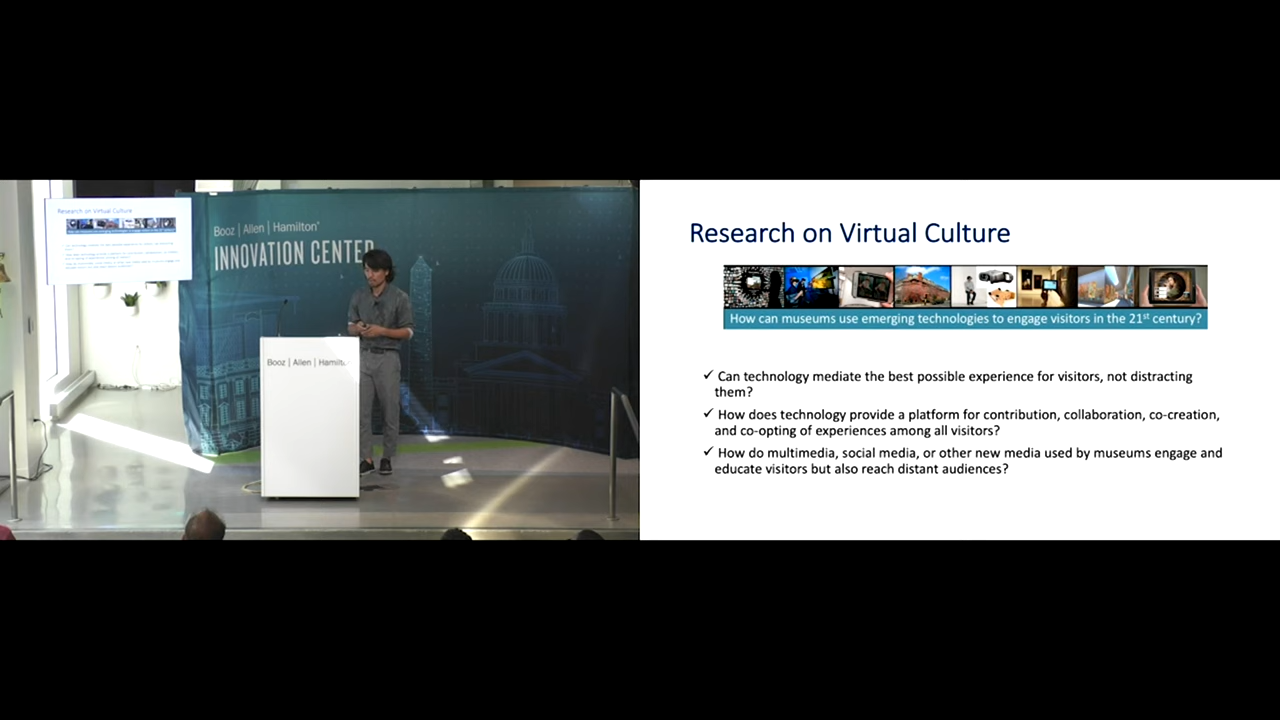 Research on Virtual Culture
Booz | Allen | Hamilton®
INNOVATION CENTER
Booz | Allen | Hamilton
Research on Virtual Culture
How can museums use emerging technologies to engage visitors in the 21st century?
✓ Can technology mediate the best possible experience for visitors, not distracting
them?
✓ How does technology provide a platform for contribution, collaboration, co-creation,
and co-opting of experiences among all visitors?
✓ How do multimedia, social media, or other new media used by museums engage and
educate visitors but also reach distant audiences?